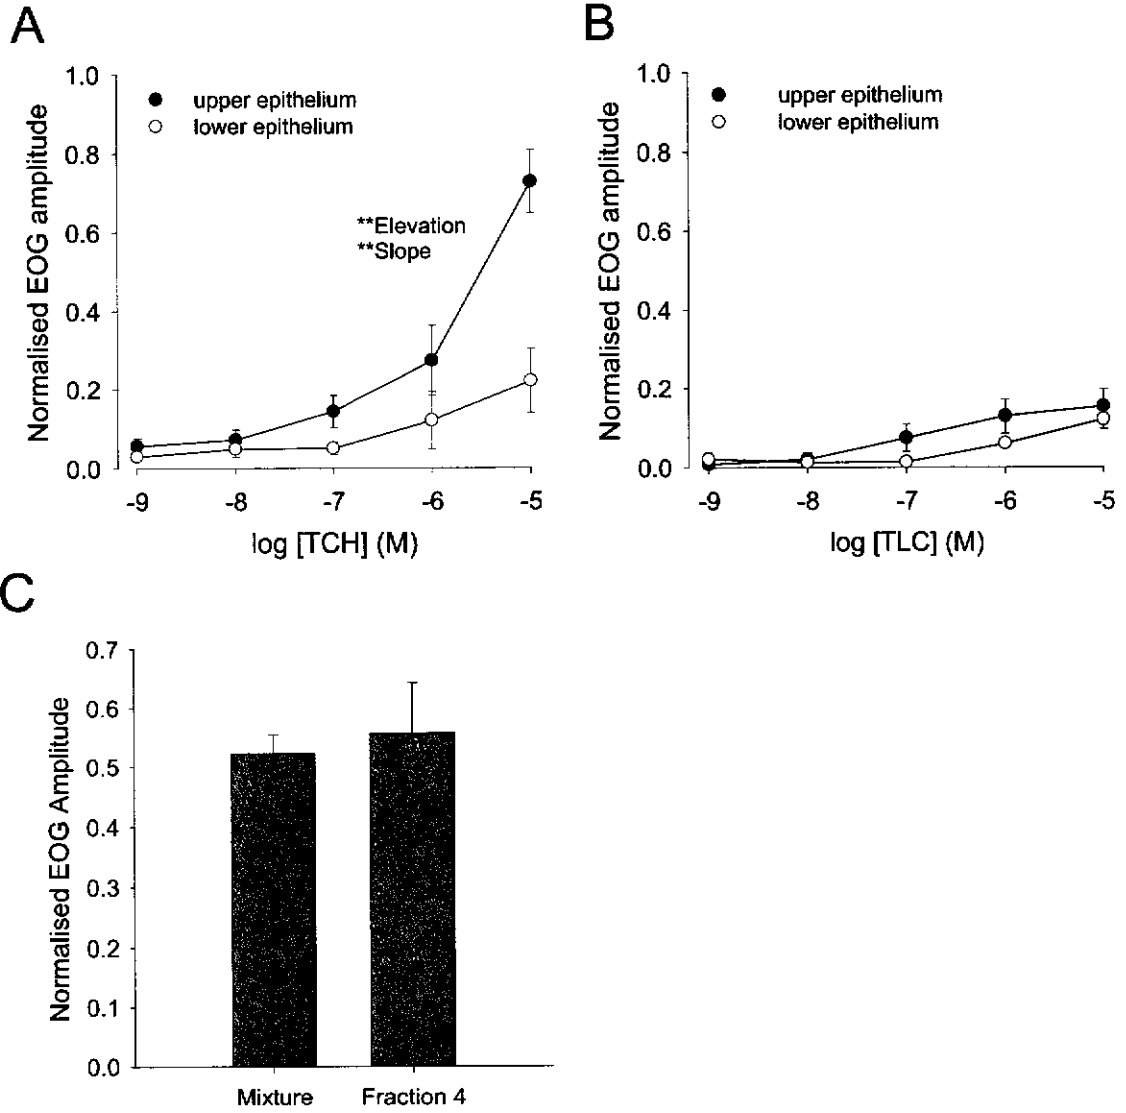 A
1.0
0.8
0.6
0.4
0.2
0.0
Normalised EOG amplitude
upper epithelium
lower epithelium
**Elevation
**Slope
-9 -8 -7 -6 -5
log [TCH] (M)
B
1.0
0.8
0.6
0.4
0.2
0.0
Normalised EOG amplitude
upper epithelium
lower epithelium
-9 -8 -7 -6 -5
log [TLC] (M)
C
0.7
0.6
0.5
0.4
0.3
0.2
0.1
0.0
Normalised EOG Amplitude
Mixture Fraction 4